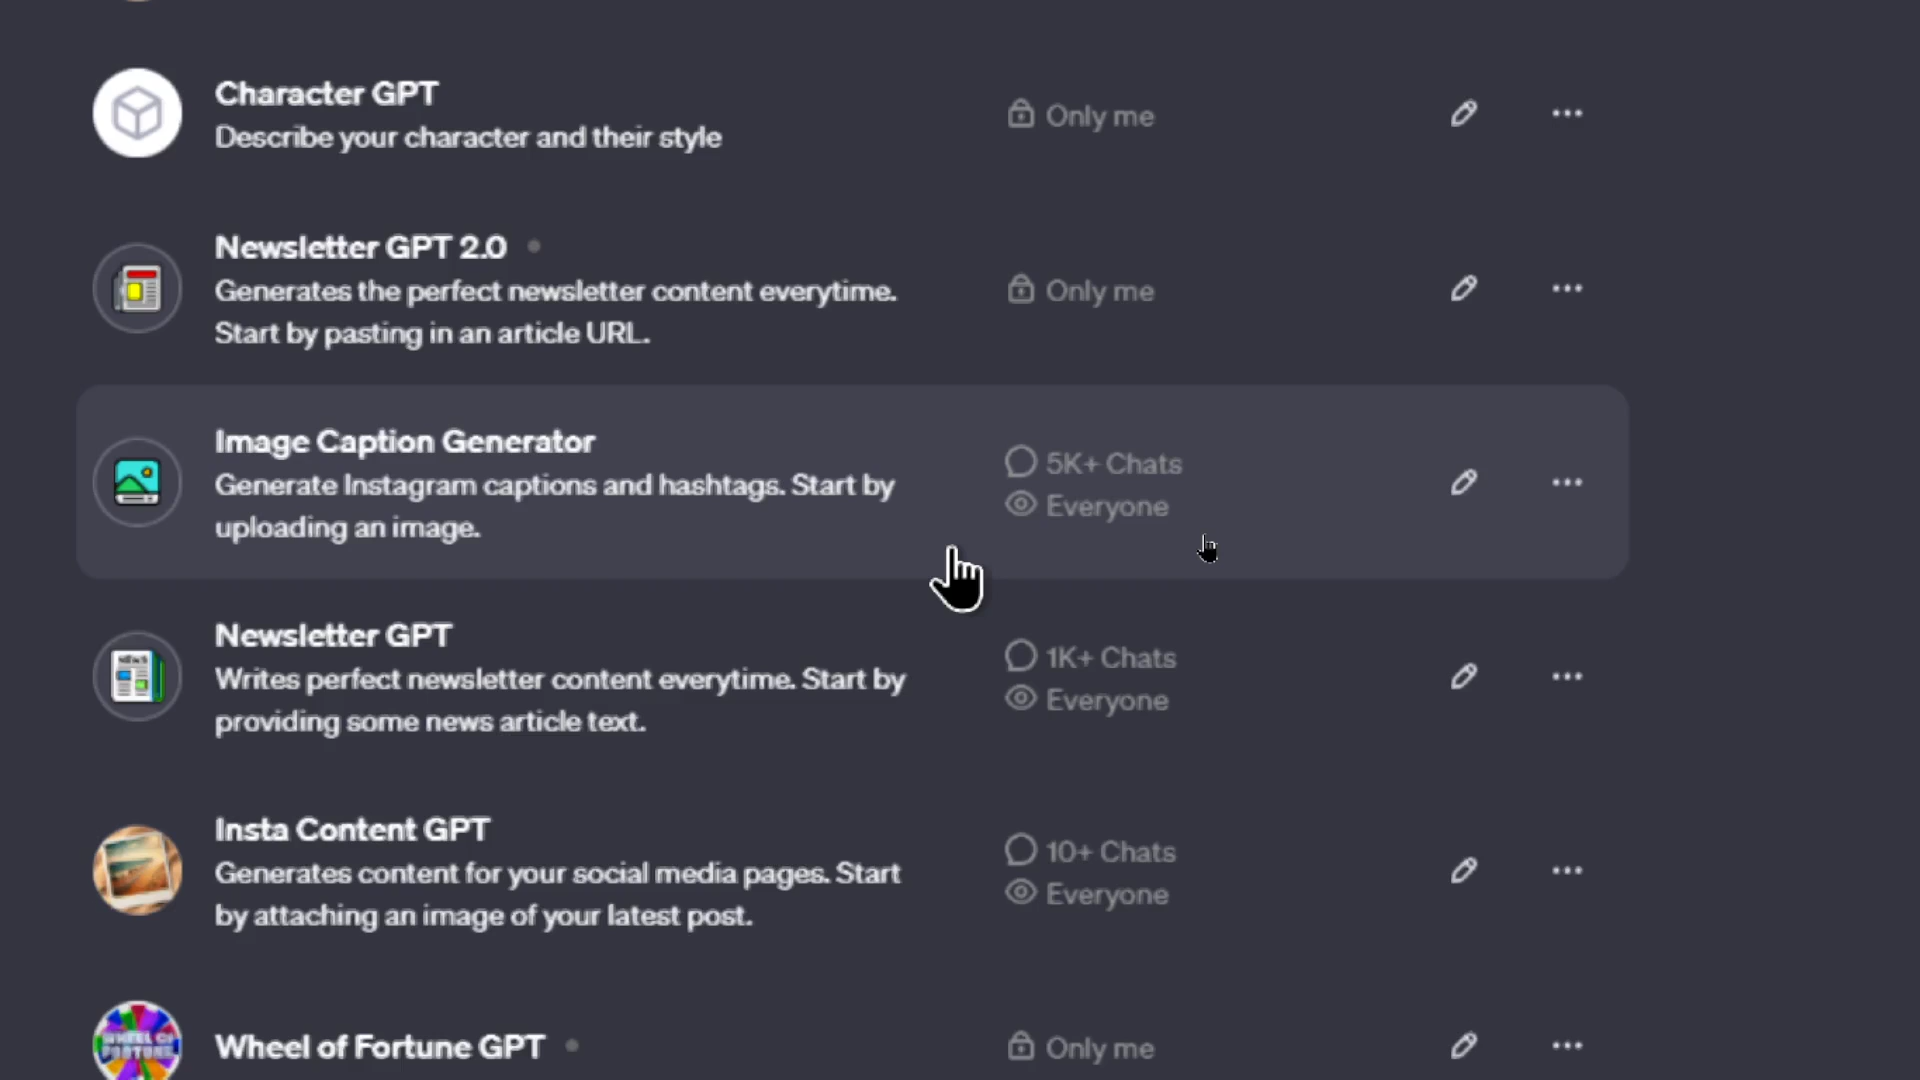 Character GPT
Describe your character and their style
Only me
Newsletter GPT 2.0
Generates the perfect newsletter content everytime.
Start by pasting in an article URL.
Only me
Image Caption Generator
Generate Instagram captions and hashtags. Start by
uploading an image.
5K+ Chats
Everyone
Newsletter GPT
Writes perfect newsletter content everytime. Start by
providing some news article text.
1K+ Chats
Everyone
NEWS
Insta Content GPT
Generates content for your social media pages. Start
by attaching an image of your latest post.
10+ Chats
Everyone
WHEEL OF
FORTUNE
Wheel of Fortune GPT
Only me